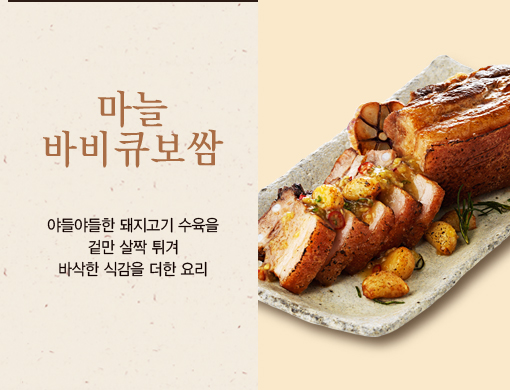 마늘
바비큐보쌈
야들야들한 돼지고기 수육을
겉만 살짝 튀겨
바삭한 식감을 더한 요리